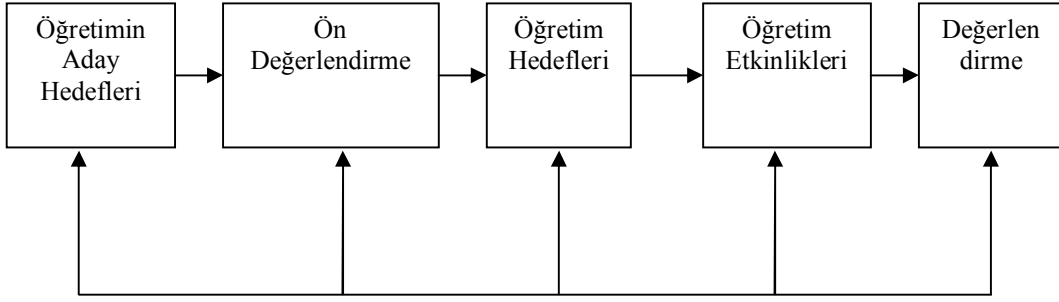 Öğretimin
Aday
Hedefleri
Ön
Değerlendirme
Öğretim
Hedefleri
Öğretim
Etkinlikleri
Değerlen
dirme